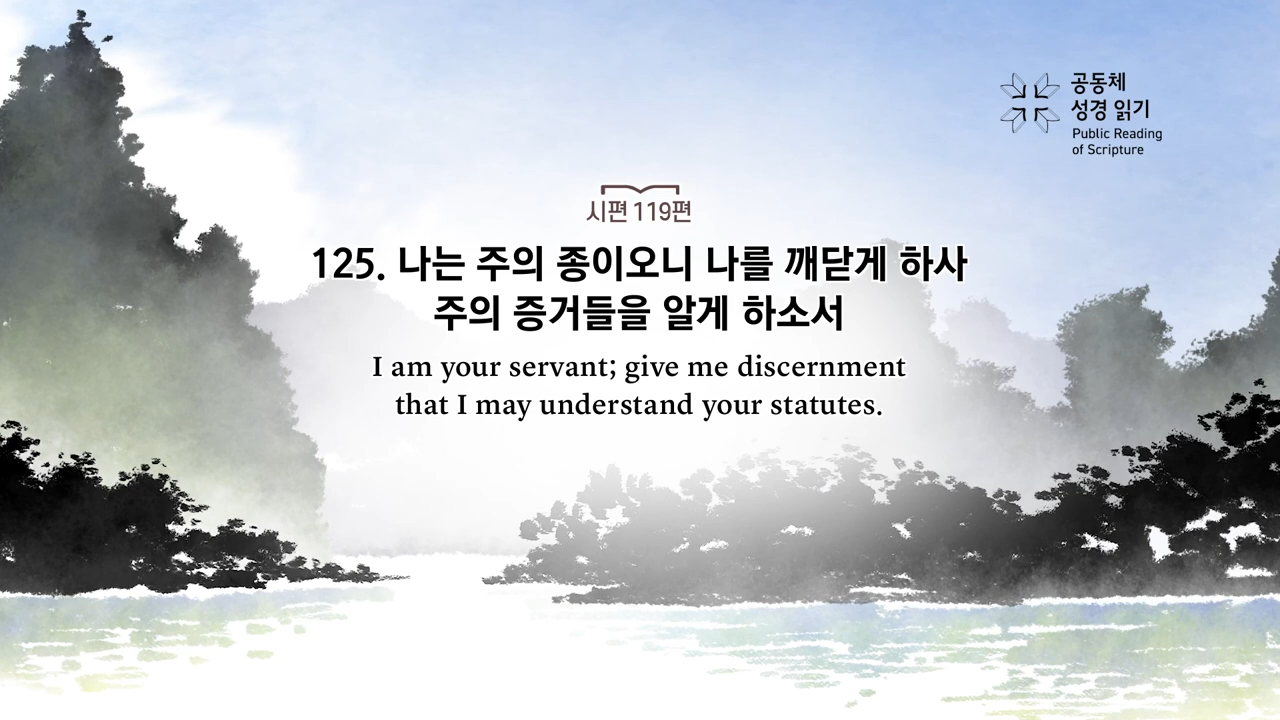 공동체
성경 읽기
Public Reading
of Scripture
시편 119편
125. 나는 주의 종이오니 나를 깨닫게 하사
주의 증거들을 알게 하소서
I am your servant; give me discernment
that I may understand your statutes.